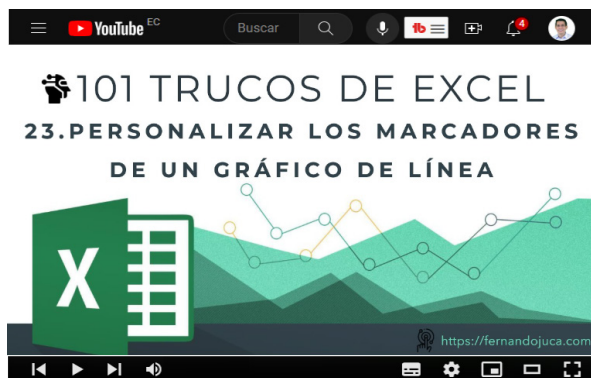 YouTube EC
Buscar
tb
4
101 TRUCOS DE EXCEL
23.PERSONALIZAR LOS MARCADORES
DE UN GRÁFICO DE LÍNEA
X
https://fernandojuca.com